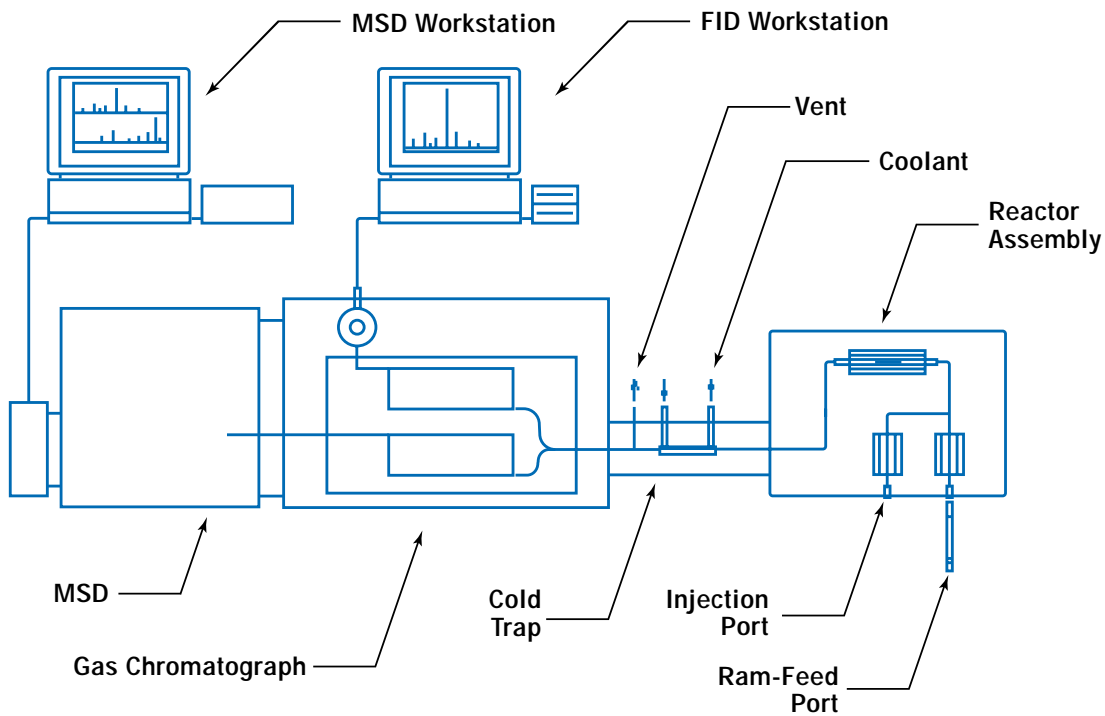 MSD Workstation
FID Workstation
Vent
Coolant
Reactor
Assembly
MSD
Gas Chromatograph
Cold
Trap
Injection
Port
Ram-Feed
Port